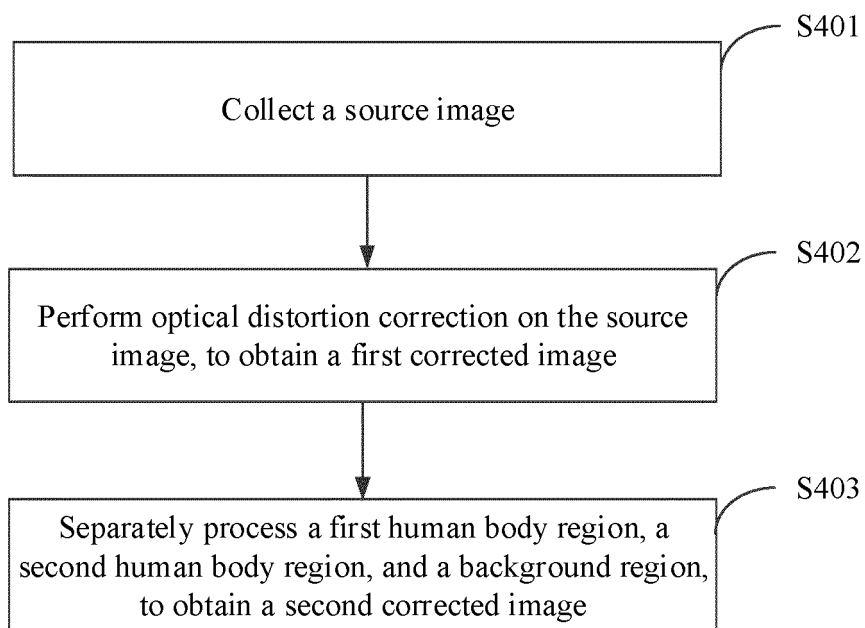 S401
Collect a source image
S402
Perform optical distortion correction on the source
image, to obtain a first corrected image
S403
Separately process a first human body region, a
second human body region, and a background region,
to obtain a second corrected image